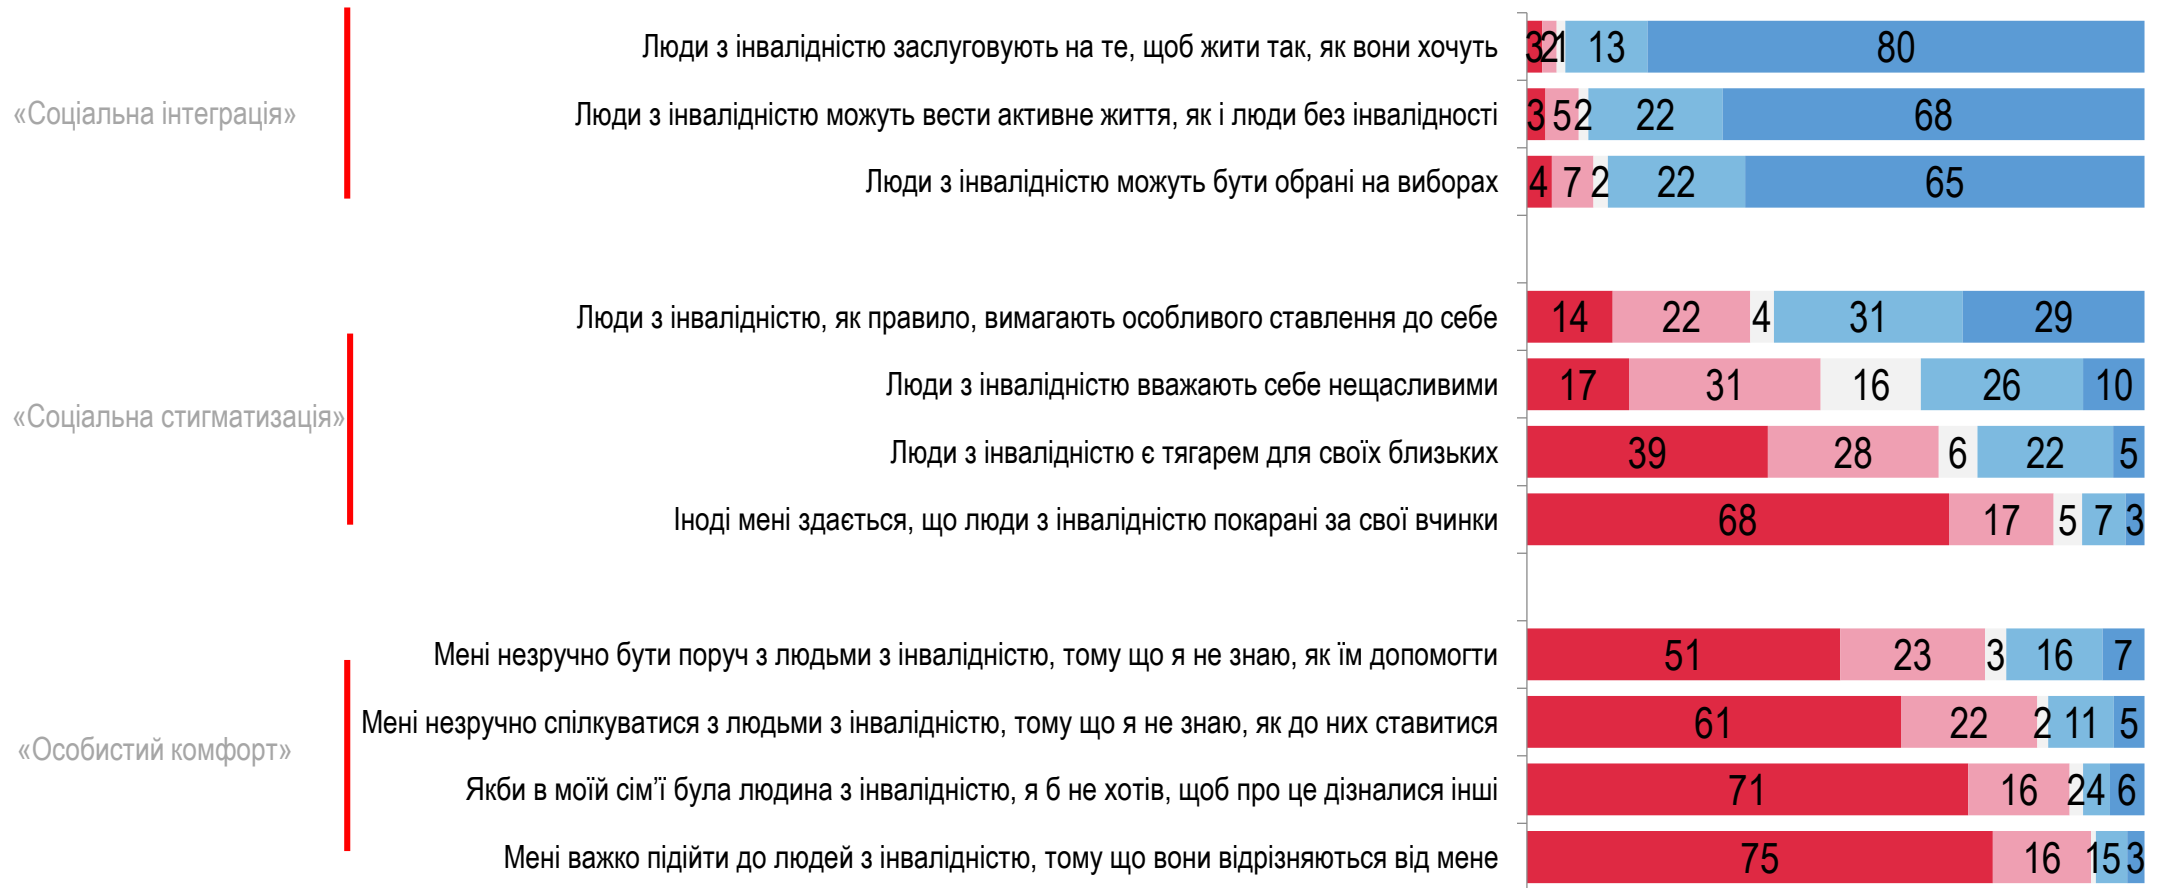 Люди з інвалідністю заслуговують на те, щоб жити так, як вони хочуть 3 2 1 13 80
«Соціальна інтеграція»
Люди з інвалідністю можуть вести активне життя, як і люди без інвалідності 3 5 2 22 68
Люди з інвалідністю можуть бути обрані на виборах 4 7 2 22 65
Люди з інвалідністю, як правило, вимагають особливого ставлення до себе 14 22 4 31 29
Люди з інвалідністю вважають себе нещасливими 17 31 16 26 10
«Соціальна стигматизація»
Люди з інвалідністю є тягарем для своїх близьких 39 28 6 22 5
Іноді мені здається, що люди з інвалідністю покарані за свої вчинки 68 17 5 7 3
Мені незручно бути поруч з людьми з інвалідністю, тому що я не знаю, як їм допомогти 51 23 3 16 7
Мені незручно спілкуватися з людьми з інвалідністю, тому що я не знаю, як до них ставитися 61 22 2 11 5
«Особистий комфорт»
Якби в моїй сім’ї була людина з інвалідністю, я б не хотів, щоб про це дізналися інші 71 16 2 4 6
Мені важко підійти до людей з інвалідністю, тому що вони відрізняються від мене 75 16 1 5 3